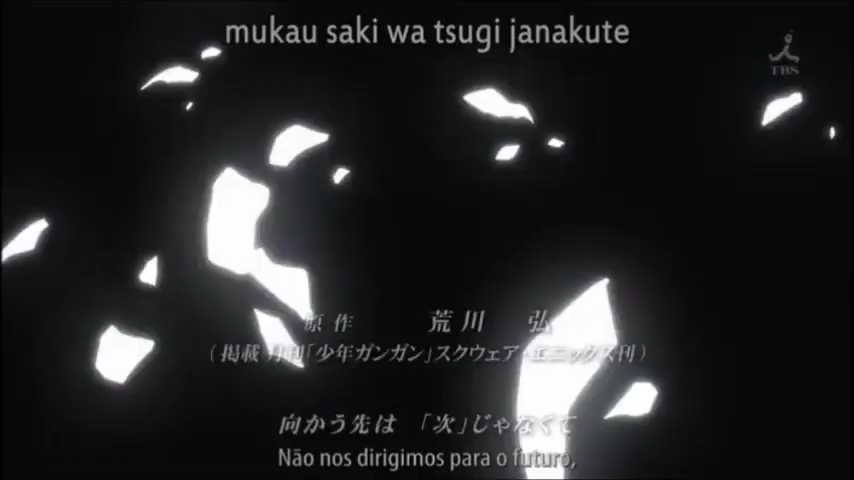 mukau saki wa tsugi janakute
TBS
原作 荒川 弘
(掲載 月刊「少年ガンガン」スクウェア・エニックス刊)
向かう先は 「次」じゃなくて
Não nos dirigimos para o futuro,